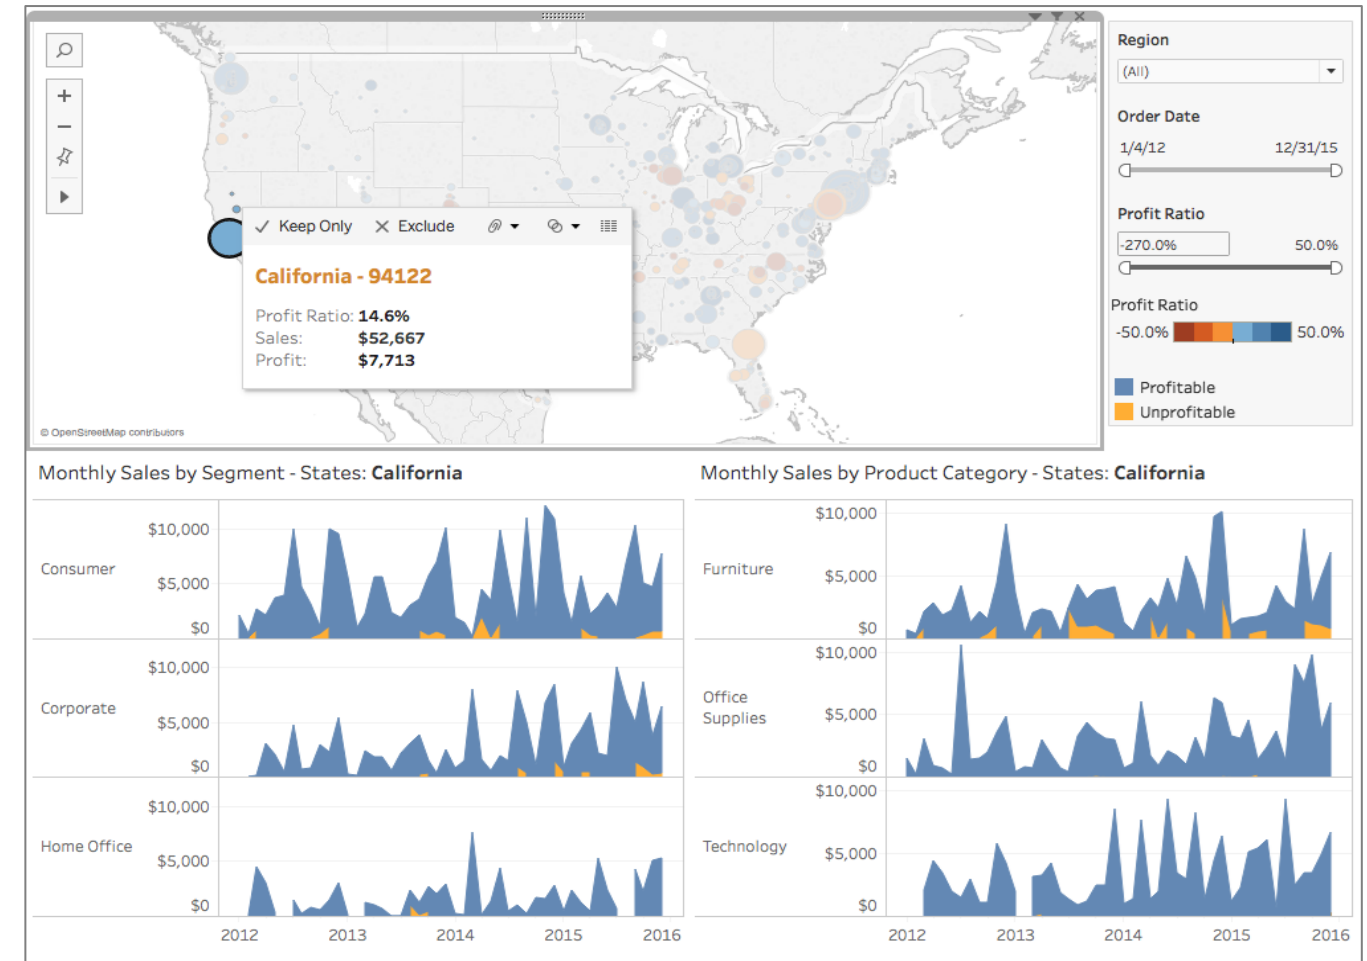 Region
(All)
Order Date
1/4/12 12/31/15
Profit Ratio
-270.0% 50.0%
Profit Ratio
-50.0% 50.0%
Profitable
Unprofitable
Keep Only Exclude
California - 94122
Profit Ratio: 14.6%
Sales: $52,667
Profit: $7,713
© OpenStreetMap contributors
Monthly Sales by Segment - States: California
Consumer
$10,000
$5,000
$0
Corporate
$10,000
$5,000
$0
Home Office
$10,000
$5,000
$0
2012 2013 2014 2015 2016
Monthly Sales by Product Category - States: California
Furniture
$10,000
$5,000
$0
Office
Supplies
$10,000
$5,000
$0
Technology
$10,000
$5,000
$0
2012 2013 2014 2015 2016